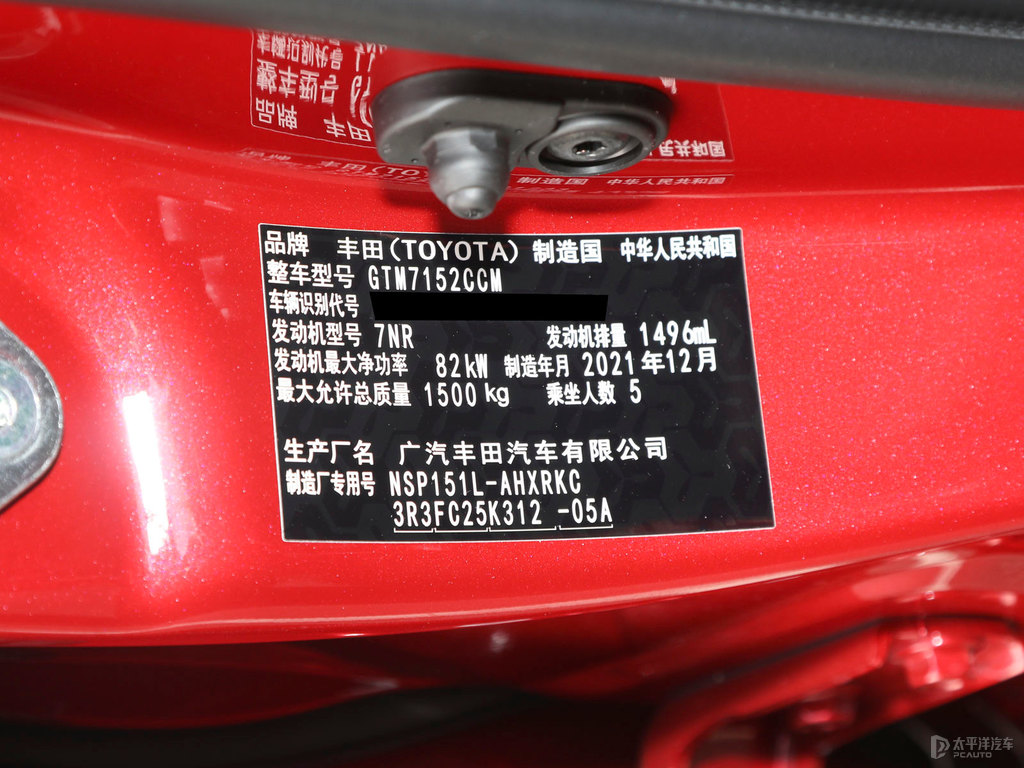 品牌 丰田(TOYOTA) 制造国 中华人民共和国
整车型号 GTM7152CCM
车辆识别代号
发动机型号 7NR 发动机排量 1496mL
发动机最大净功率 82kW 制造年月 2021年12月
最大允许总质量 1500kg 乘坐人数 5
生产厂名 广汽丰田汽车有限公司
制造厂专用号 NSP151L-AHXRKC
3R3FC25K312 -05A
太平洋汽车
PCAUTO